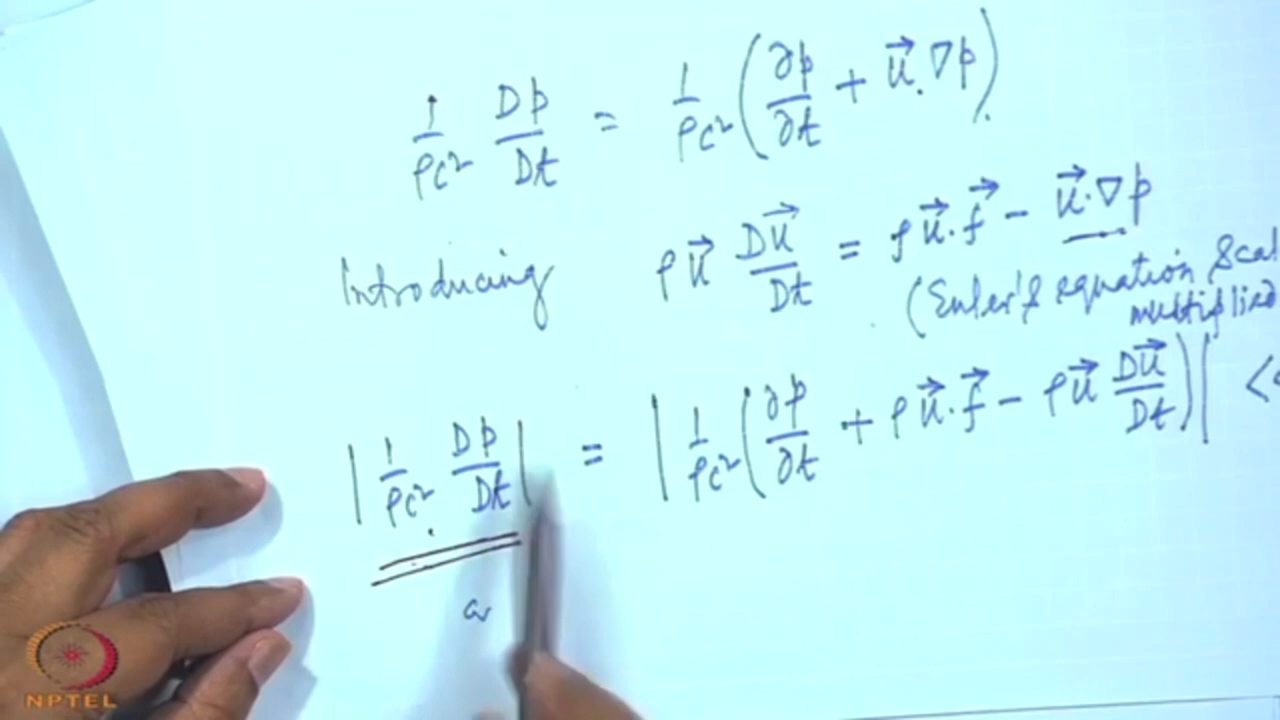 1/ρc² Dp/Dt = 1/ρc² (∂p/∂t + u⃗.∇p)
Introducing ρu⃗ Du⃗/Dt = ρu⃗.f⃗ - u⃗.∇p
(Euler's equation Scal
multiplied
|1/ρc² Dp/Dt| = |1/ρc² (∂p/∂t + ρu⃗.f⃗ - ρu⃗ Du⃗/Dt)| <
a
NPTEL